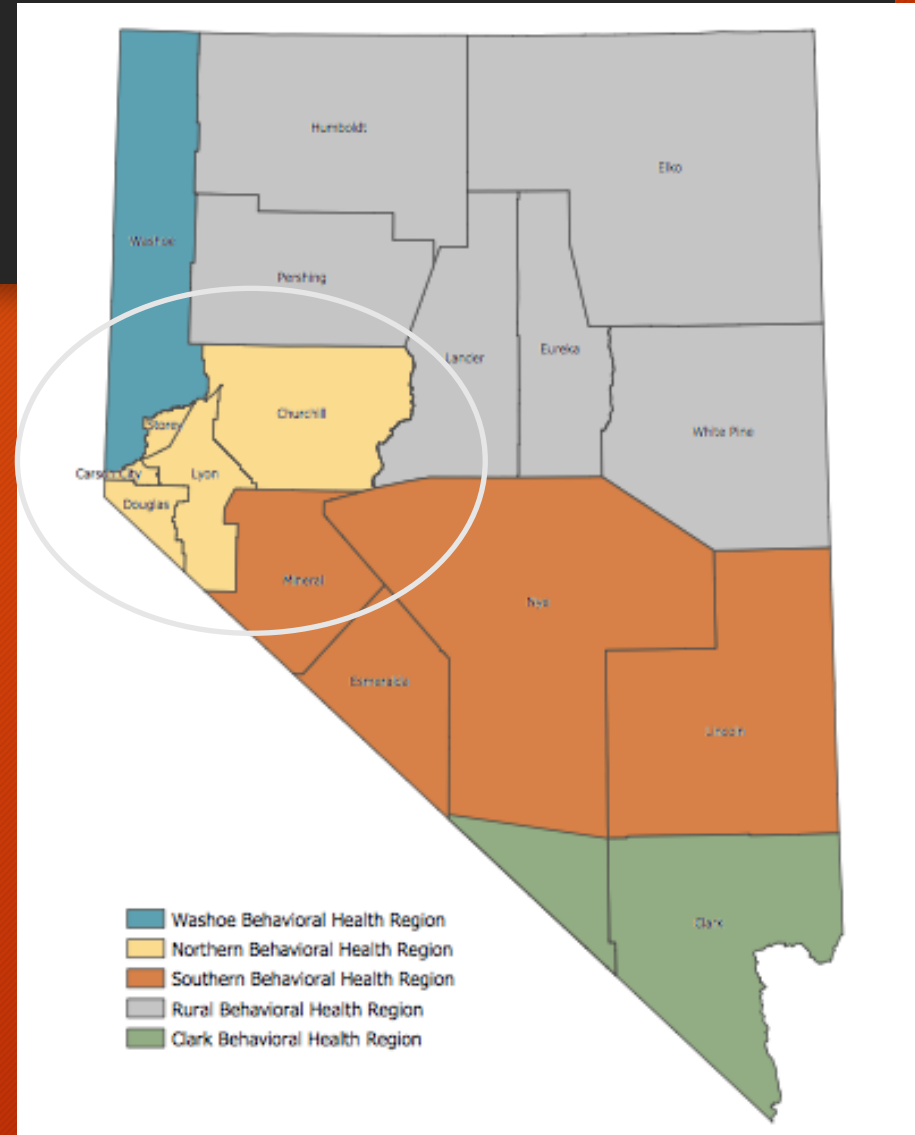 Humboldt
Elko
Washoe
Pershing
Lander
Eureka
Churchill
Storey
White Pine
Carson City
Lyon
Douglas
Mineral
Nye
Esmeralda
Lincoln
Clark
Washoe Behavioral Health Region
Northern Behavioral Health Region
Southern Behavioral Health Region
Rural Behavioral Health Region
Clark Behavioral Health Region